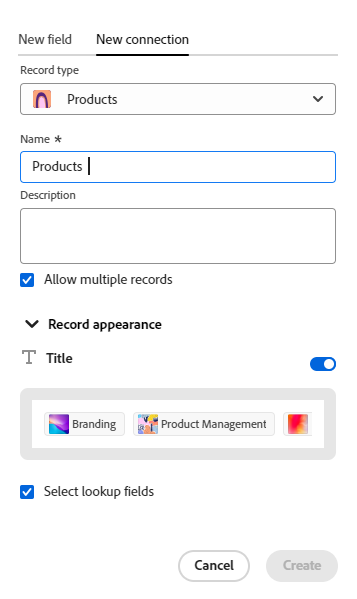 New field New connection
Record type
Products
Name *
Products
Description
Allow multiple records
Record appearance
Title
Branding Product Management
Select lookup fields
Cancel Create